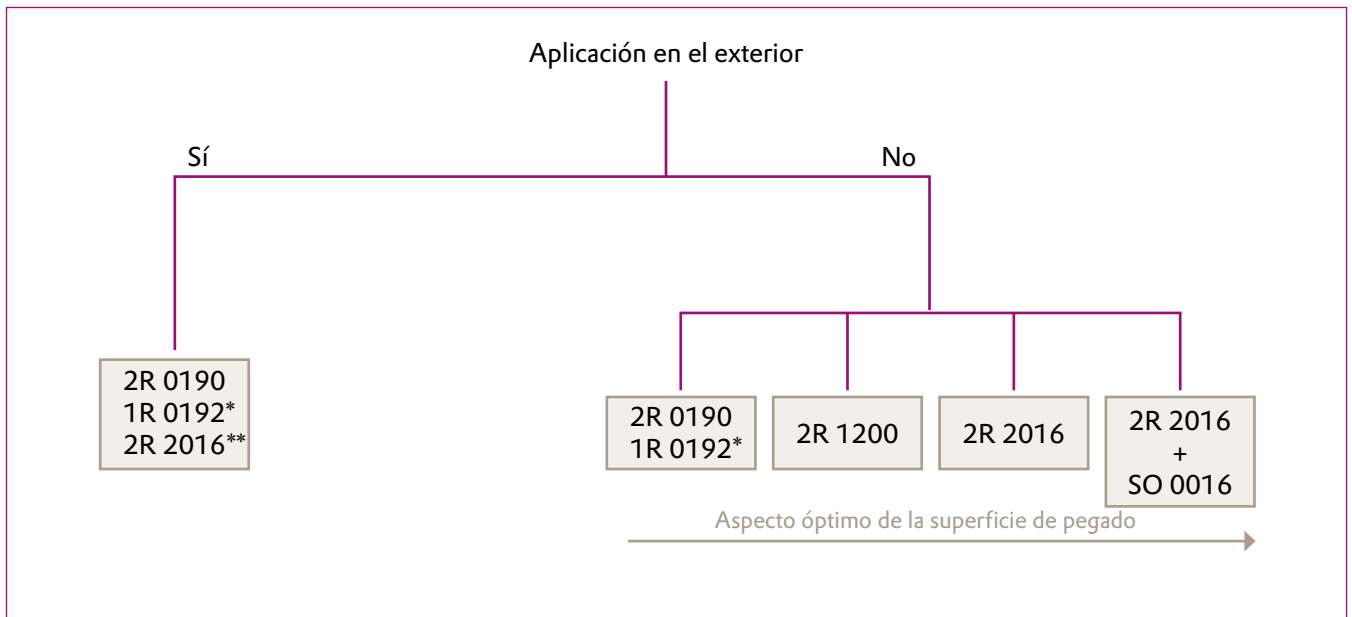 Aplicación en el exterior
Sí
No
2R 0190
1R 0192*
2R 2016**
2R 0190
1R 0192*
2R 1200
2R 2016
2R 2016
+
SO 0016
Aspecto óptimo de la superficie de pegado